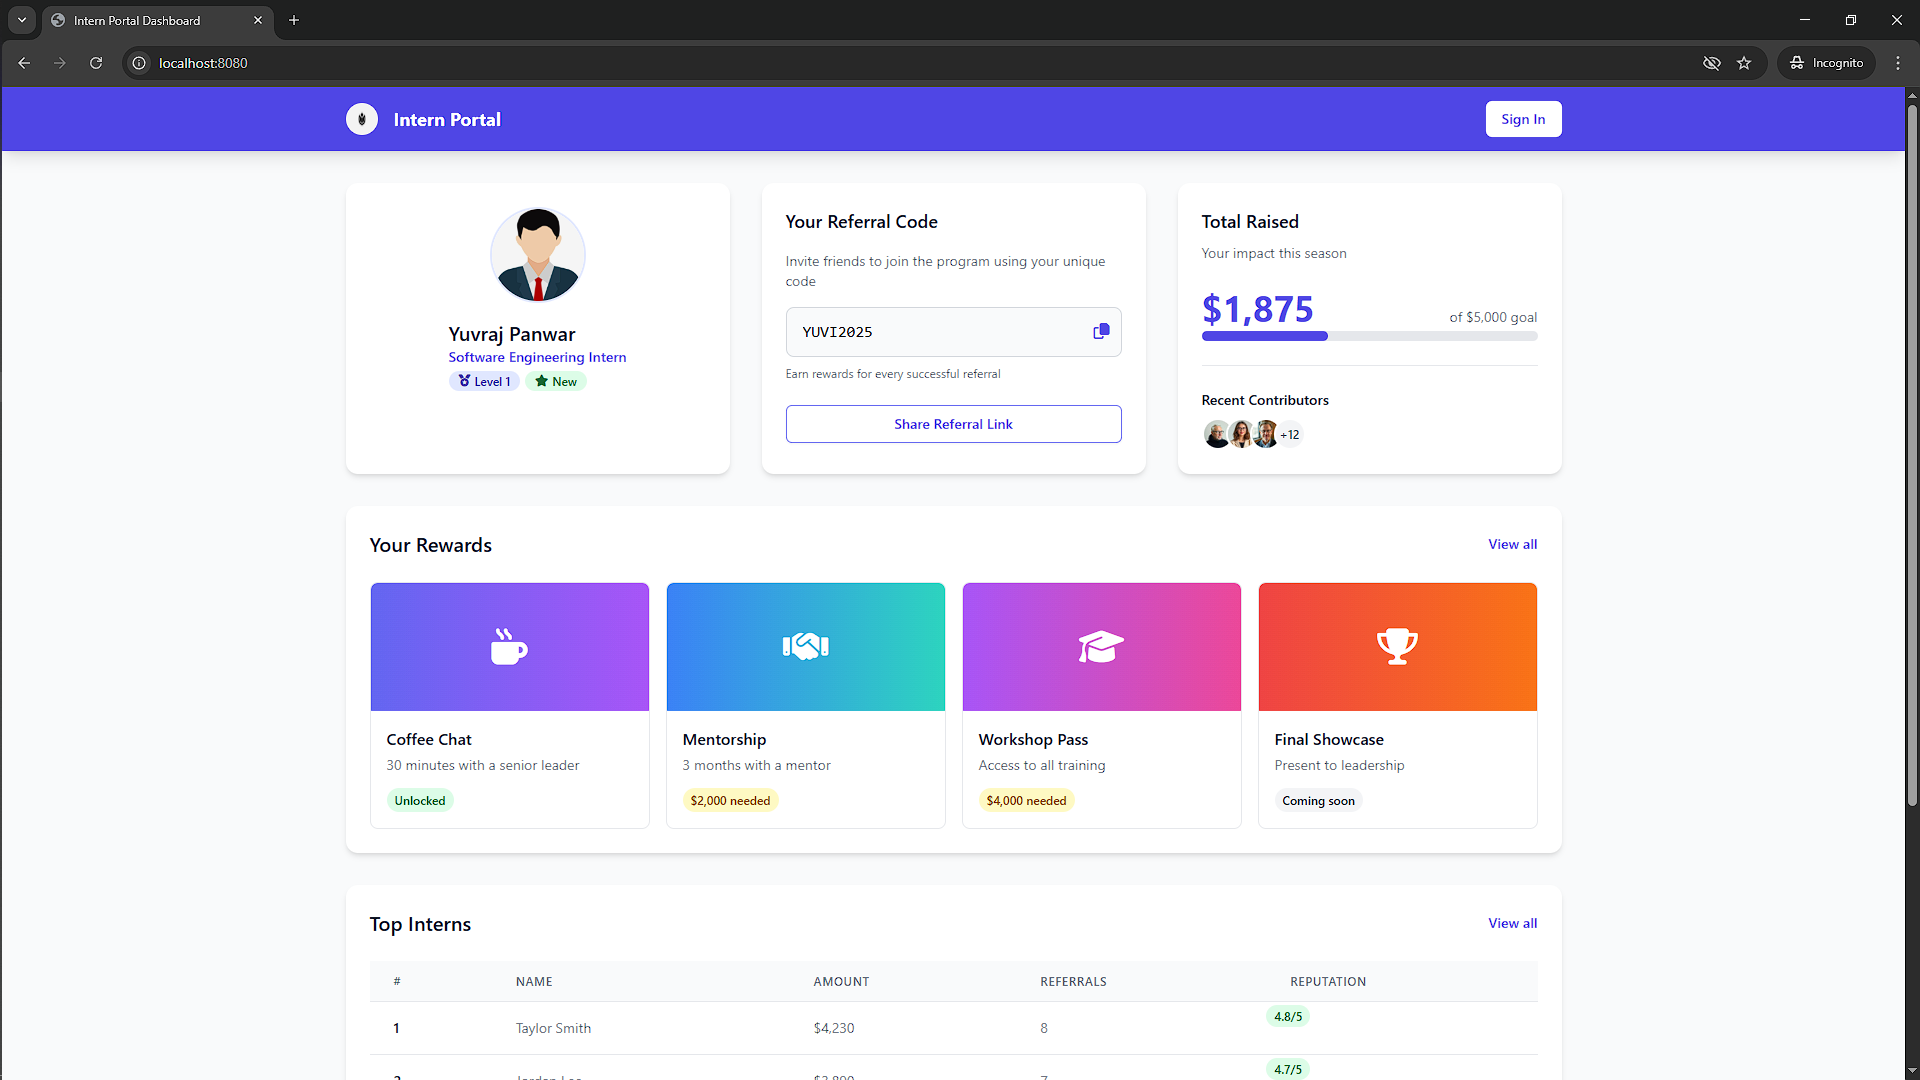 Intern Portal Dashboard
localhost:8080
Incognito
Intern Portal
Sign In
Yuvraj Panwar
Software Engineering Intern
Level 1
New
Your Referral Code
Invite friends to join the program using your unique
code
YUVI2025
Earn rewards for every successful referral
Share Referral Link
Total Raised
Your impact this season
$1,875
of $5,000 goal
Recent Contributors
+12
Your Rewards
View all
Coffee Chat
30 minutes with a senior leader
Unlocked
Mentorship
3 months with a mentor
$2,000 needed
Workshop Pass
Access to all training
$4,000 needed
Final Showcase
Present to leadership
Coming soon
Top Interns
View all
# NAME AMOUNT REFERRALS REPUTATION
1 Taylor Smith $4,230 8 4.8/5
4.7/5